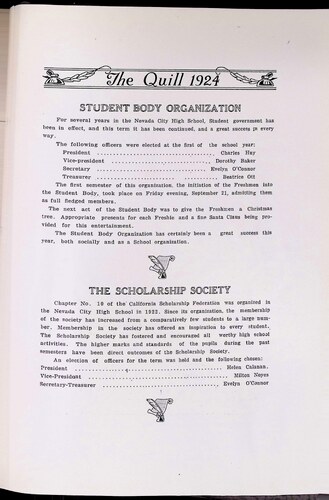 The Quill 1924
STUDENT BODY ORGANIZATION
For several years in the Nevada City High School, Student government has
been in effect, and this term it has been continued, and a great success in every
way.
The following officers were elected at the first of the school year:
President .......... Charles Hay
Vice-president .......... Dorothy Baker
Secretary .......... Evelyn O'Connor
Treasurer .......... Beatrice Ott
The first semester of this organization, the initiation of the Freshmen into
the Student Body, took place on Friday evening, September 21, admitting them
as full fledged members.
The next act of the Student Body was to give the Freshmen a Christmas
tree. Appropriate presents for each Froshie and a fine Santa Claus being pro-
vided for this entertainment.
The Student Body Organization has certainly been a great success this
year, both socially and as a School organization.
THE SCHOLARSHIP SOCIETY
Chapter No. 19 of the California Scholarship Federation was organized in
the Nevada City High School in 1922. Since its organization, the membership
of the society has increased from a comparatively few students to a large num-
ber. Membership in the society has offered an inspiration to every student.
The Scholarship Society has fostered and encouraged all worthy high school
activities. The higher marks and standards of the pupils during the past
semesters have been direct outcomes of the Scholarship Society.
An election of officers for the term was held and the following chosen:
President .......... Helen Calanan.
Vice-President .......... Milton Noyes
Secretary-Treasurer .......... Evelyn O'Connor